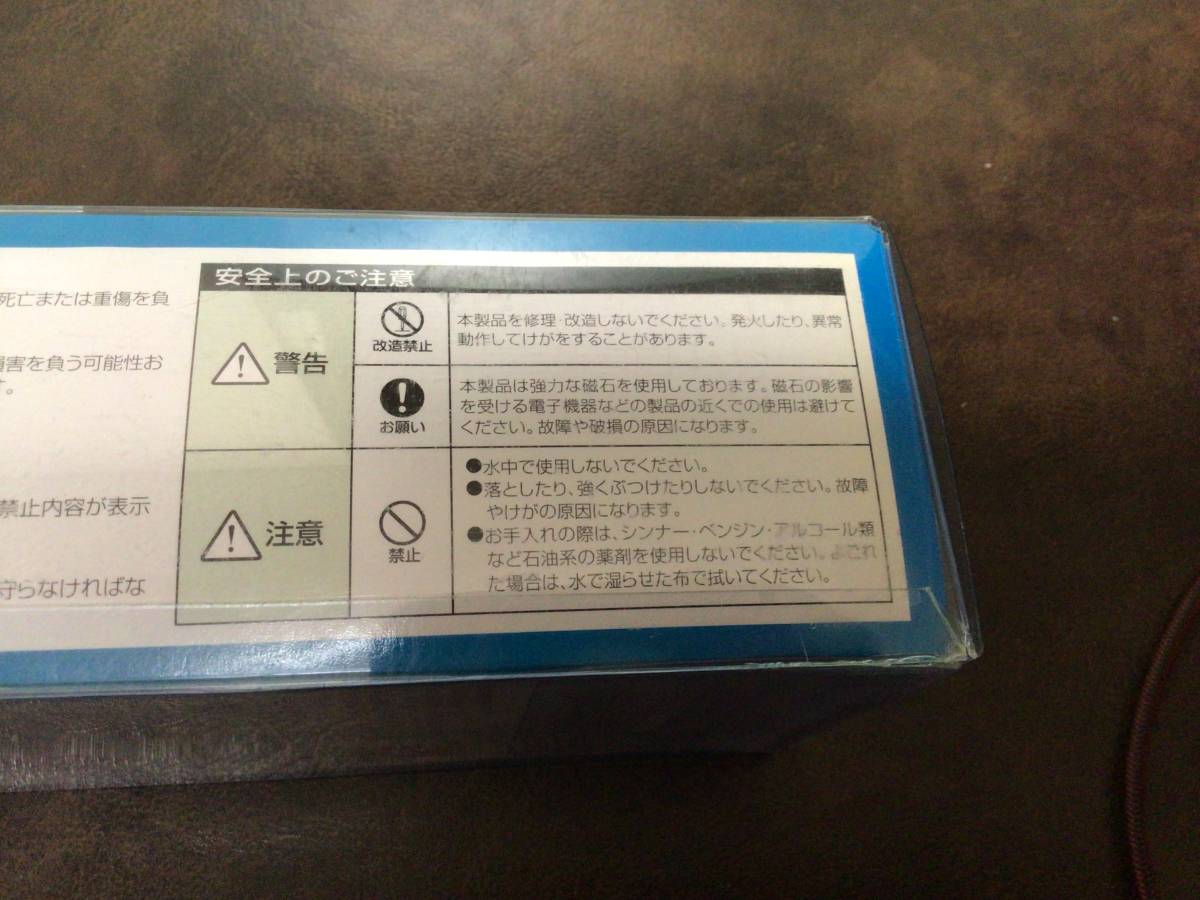 死亡または重傷を負
損害を負う可能性お
す。
禁止内容が表示
守らなければな
安全上のご注意
警告
改造禁止
本製品を修理・改造しないでください。発火したり、異常
動作してけがをすることがあります。
お願い
本製品は強力な磁石を使用しております。磁石の影響
を受ける電子機器などの製品の近くでの使用は避けて
ください。故障や破損の原因になります。
注意
禁止
●水中で使用しないでください。
●落としたり、強くぶつけたりしないでください。故障
やけがの原因になります。
●お手入れの際は、シンナー・ベンジン・アルコール類
など石油系の薬剤を使用しないでください。よごれ
た場合は、水で湿らせた布で拭いてください。